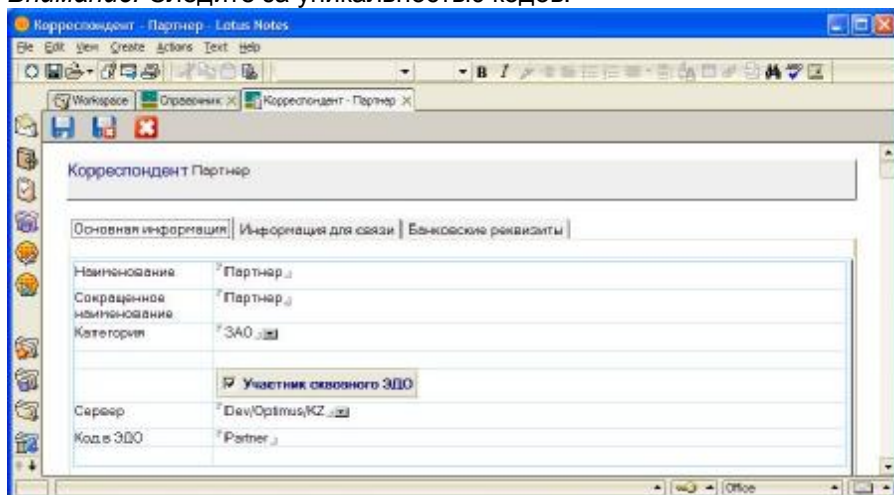 Внимание! Следите за уникальностью кодов.
Корреспондент - Партнер - Lotus Notes
File Edit View Create Actions Text Help
B I
Workspace Справочник Корреспондент - Партнер
Корреспондент Партнер
Основная информация Информация для связи Банковские реквизиты
Наименование Партнер
Сокращенное Партнер
наименование
Категория ЗАО
Участник сквозного ЭДО
Сервер Dev/Optimus/KZ
Код в ЭДО Partner
Office